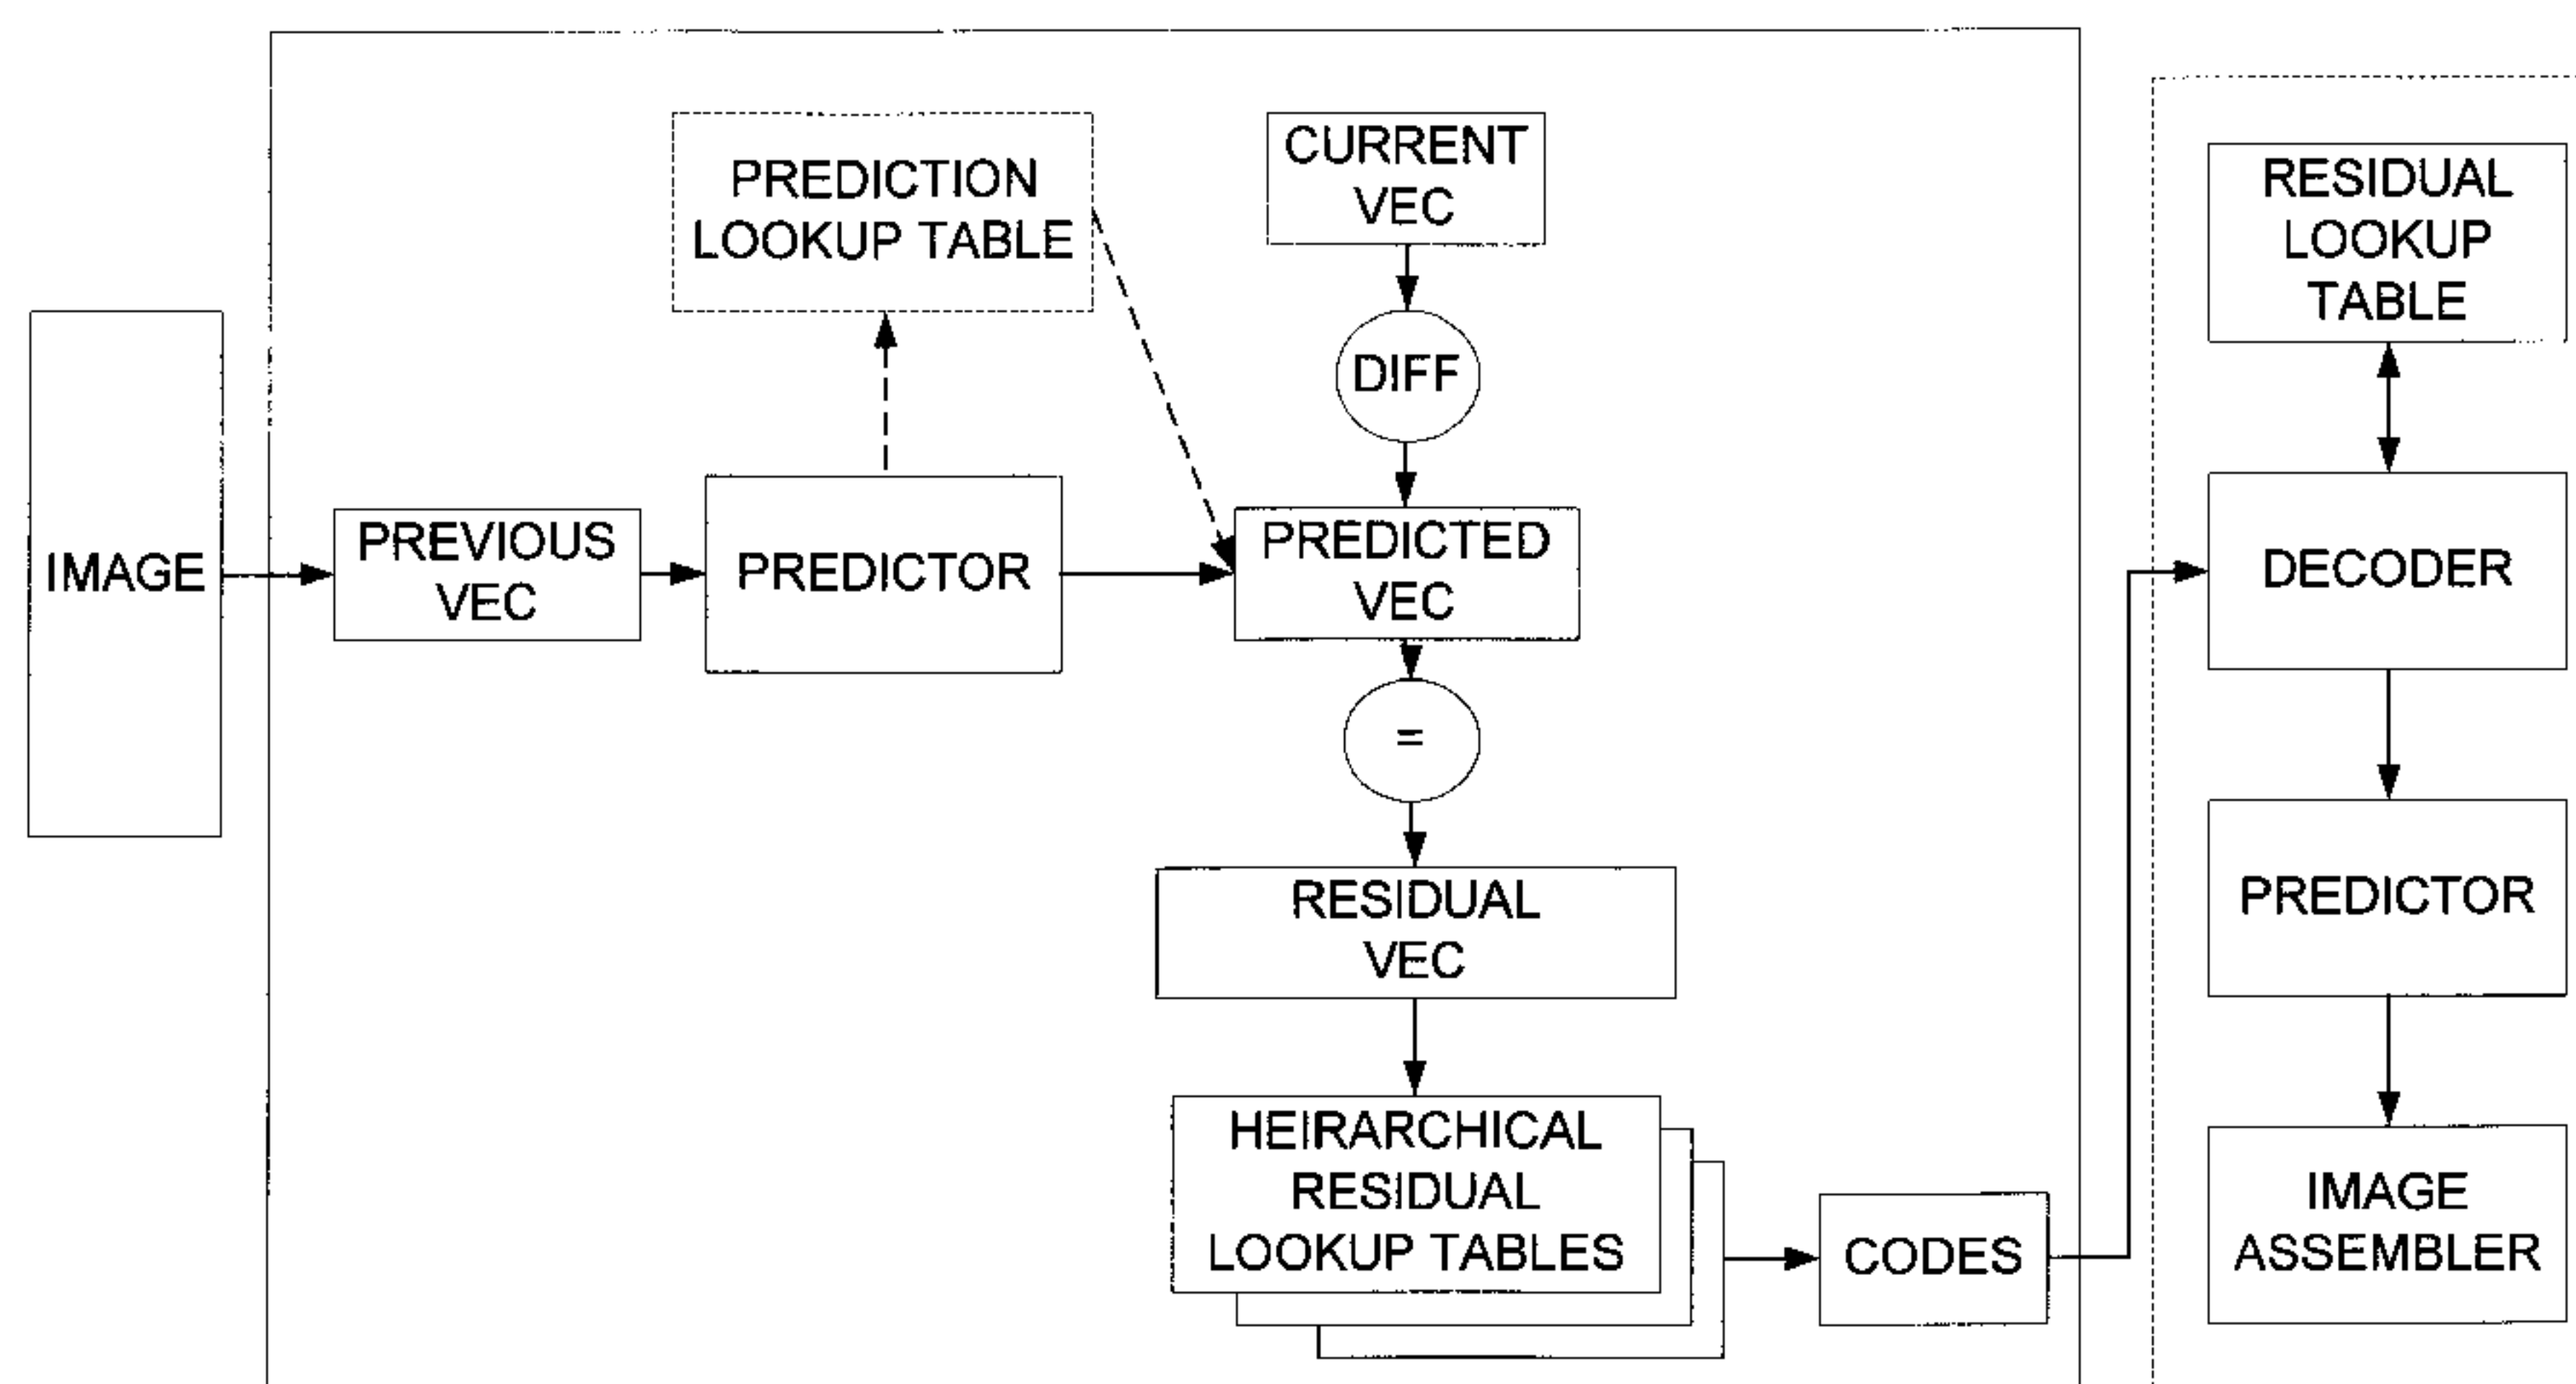 IMAGE
PREVIOUS
VEC
PREDICTOR
PREDICTION
LOOKUP TABLE
CURRENT
VEC
DIFF
PREDICTED
VEC
=
RESIDUAL
VEC
HEIRARCHICAL
RESIDUAL
LOOKUP TABLES
CODES
RESIDUAL
LOOKUP
TABLE
DECODER
PREDICTOR
IMAGE
ASSEMBLER